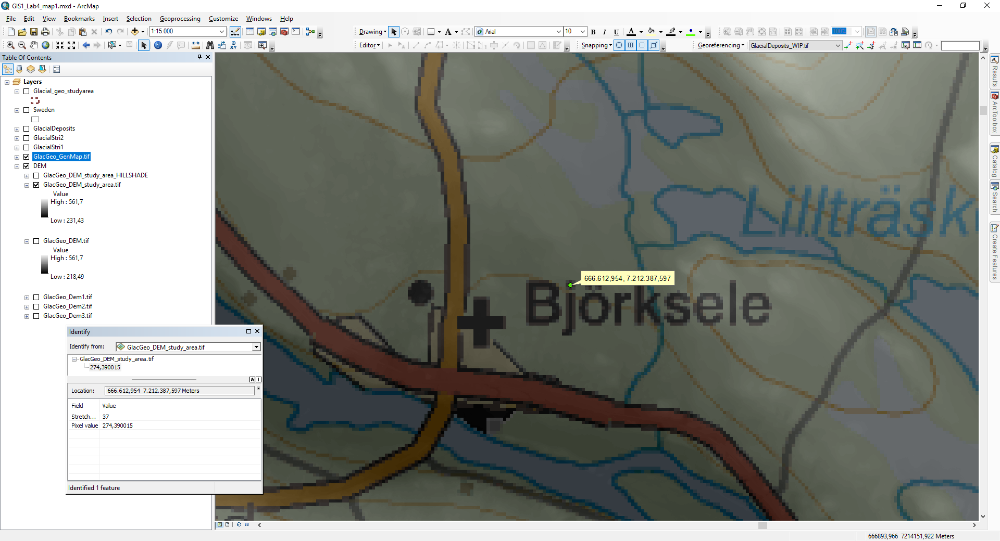 GIS1_Lab4_map1.mxd - ArcMap
File Edit View Bookmarks Insert Selection Geoprocessing Customize Windows Help
1:15.000
Drawing
A
Arial
10
B I U A
100%
Editor
Snapping
Georeferencing
GlacialDeposits_WIP.tif
Table Of Contents
Layers
Glacial_geo_studyarea
Sweden
GlacialDeposits
GlacialStri2
GlacialStri1
GlacGeo_GenMap.tif
DEM
GlacGeo_DEM_study_area_HILLSHADE
GlacGeo_DEM_study_area.tif
Value
High : 561,7
Low : 231,43
GlacGeo_DEM.tif
Value
High : 561,7
Low : 218,49
GlacGeo_Dem1.tif
GlacGeo_Dem2.tif
GlacGeo_Dem3.tif
Identify
Identify from:
GlacGeo_DEM_study_area.tif
GlacGeo_DEM_study_area.tif
274,390015
Location:
666.612,954 7.212.387,597 Meters
Field Value
Stretch... 37
Pixel value 274,390015
Identified 1 feature
Lillträsk
666.612,954, 7.212.387,597
Björksele
Results
ArcToolbox
Catalog
Search
Create Features
666893,966 7214151,922 Meters